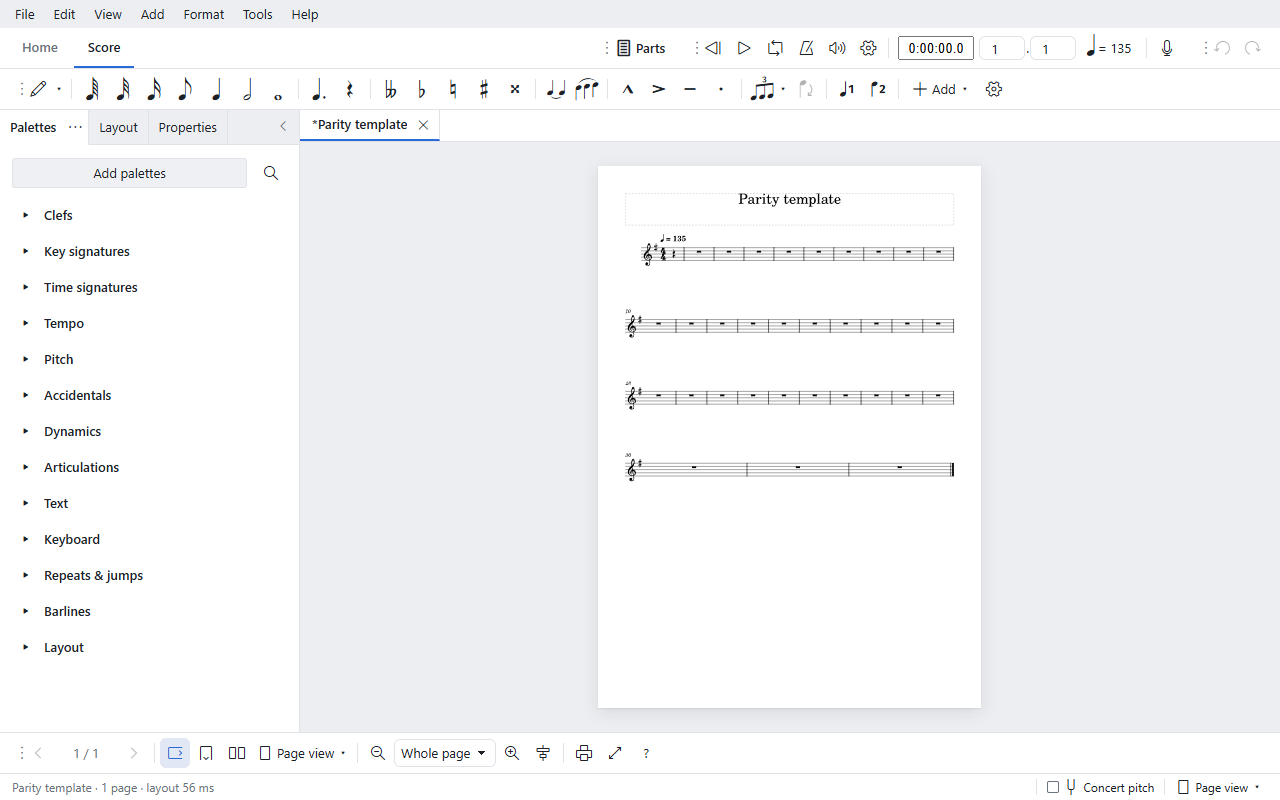 File Edit View Add Format Tools Help
Home Score Parts 0:00:00.0 1 . 1 = 135
3 1 2 Add
Palettes Layout Properties
*Parity template
Add palettes
Clefs
Key signatures
Time signatures
Tempo
Pitch
Accidentals
Dynamics
Articulations
Text
Keyboard
Repeats & jumps
Barlines
Layout
Parity template
= 135
1 / 1 Page view Whole page ?
Parity template · 1 page · layout 56 ms Concert pitch Page view